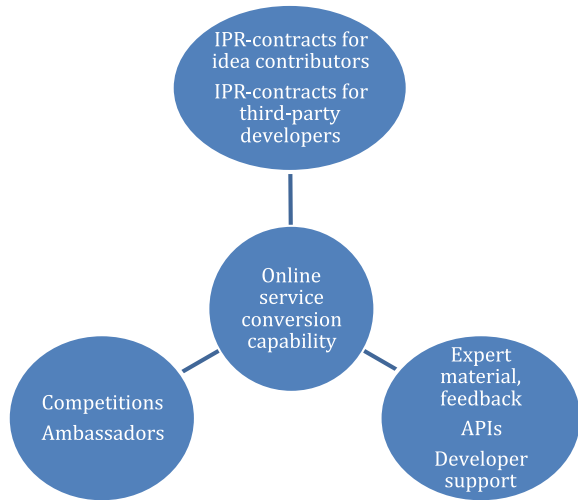 IPR-contracts for
idea contributors
IPR-contracts for
third-party
developers
Online
service
conversion
capability
Competitions
Ambassadors
Expert
material,
feedback
APIs
Developer
support